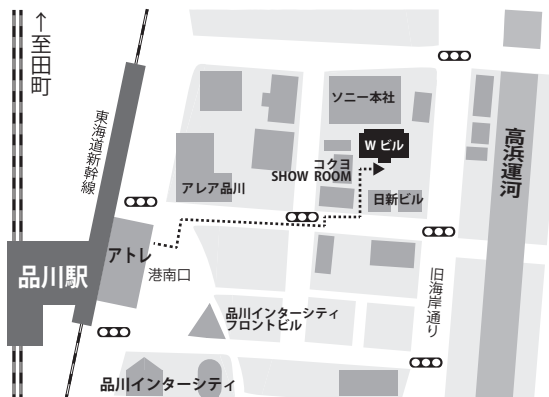 ↑至田町
東海道新幹線
ソニー本社
Wビル
コクヨ
SHOW ROOM
アレア品川
日新ビル
高浜運河
アトレ
品川駅
港南口
旧海岸通り
品川インターシティ
フロントビル
品川インターシティ